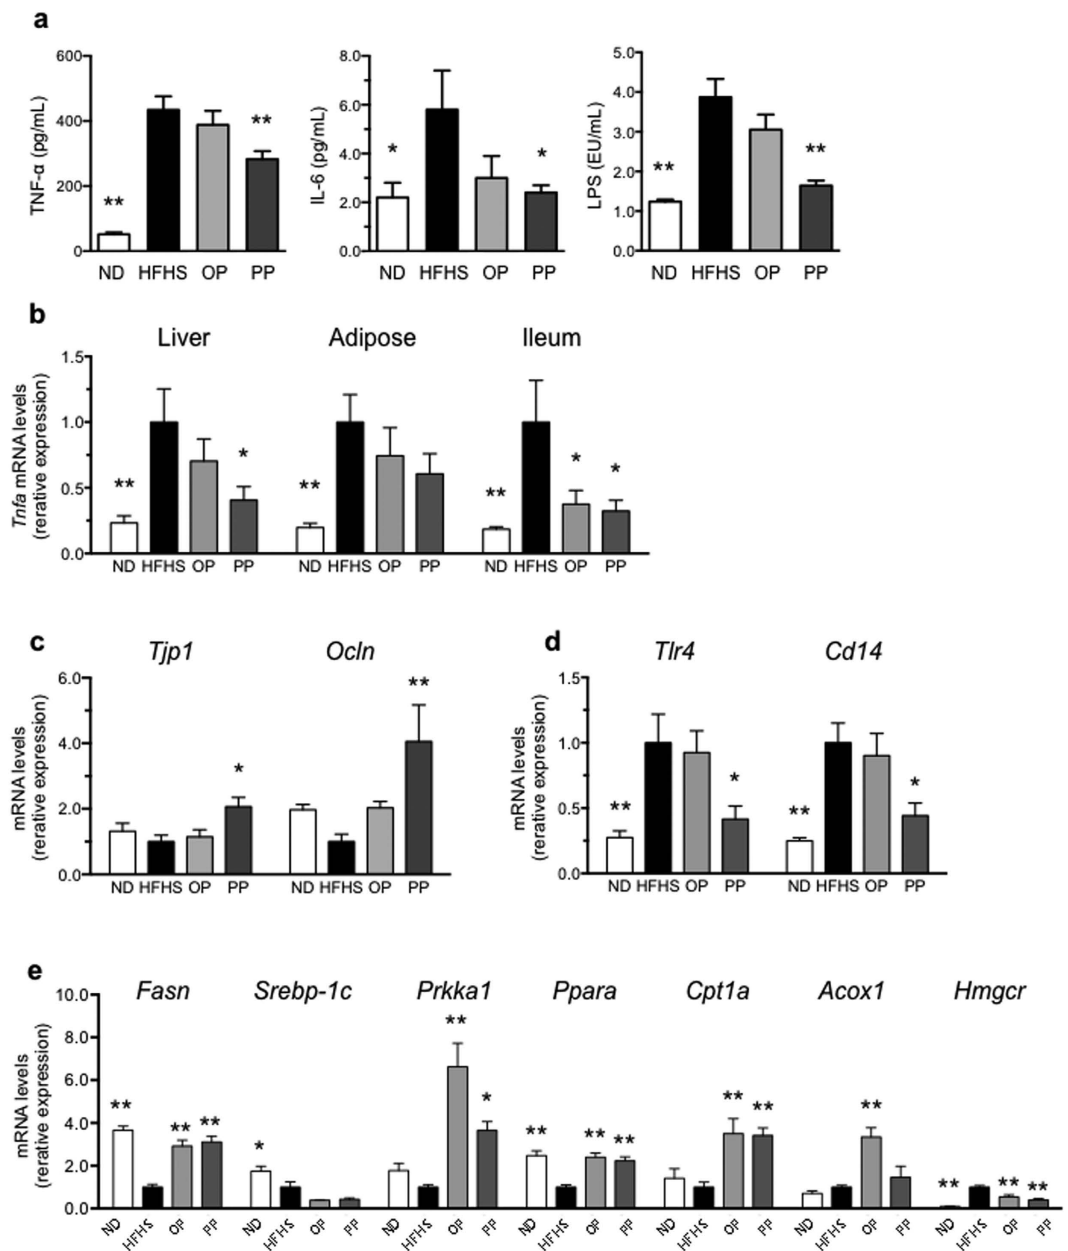 a
600
400
200
0
TNF-α (pg/mL)
**
**
ND HFHS OP PP
8.0
6.0
4.0
2.0
0.0
IL-6 (pg/mL)
*
*
ND HFHS OP PP
5.0
4.0
3.0
2.0
1.0
0.0
LPS (EU/mL)
**
**
ND HFHS OP PP
b
Liver Adipose Ileum
1.5
1.0
0.5
0.0
Tnfa mRNA levels
(rerative expression)
** *
**
** * *
ND HFHS OP PP ND HFHS OP PP ND HFHS OP PP
c
Tjp1 Ocln
6.0
4.0
2.0
0.0
mRNA levels
(rerative expression)
* **
ND HFHS OP PP ND HFHS OP PP
d
Tlr4 Cd14
1.5
1.0
0.5
0.0
mRNA levels
(rerative expression)
** * ** *
ND HFHS OP PP ND HFHS OP PP
e
Fasn Srebp-1c Prkka1 Ppara Cpt1a Acox1 Hmgcr
10.0
8.0
6.0
4.0
2.0
0.0
mRNA levels
(rerative expression)
** ** ** * ** * ** ** ** ** ** ** ** ** **
ND HFHS OP PP ND HFHS OP PP ND HFHS OP PP ND HFHS OP PP ND HFHS OP PP ND HFHS OP PP ND HFHS OP PP